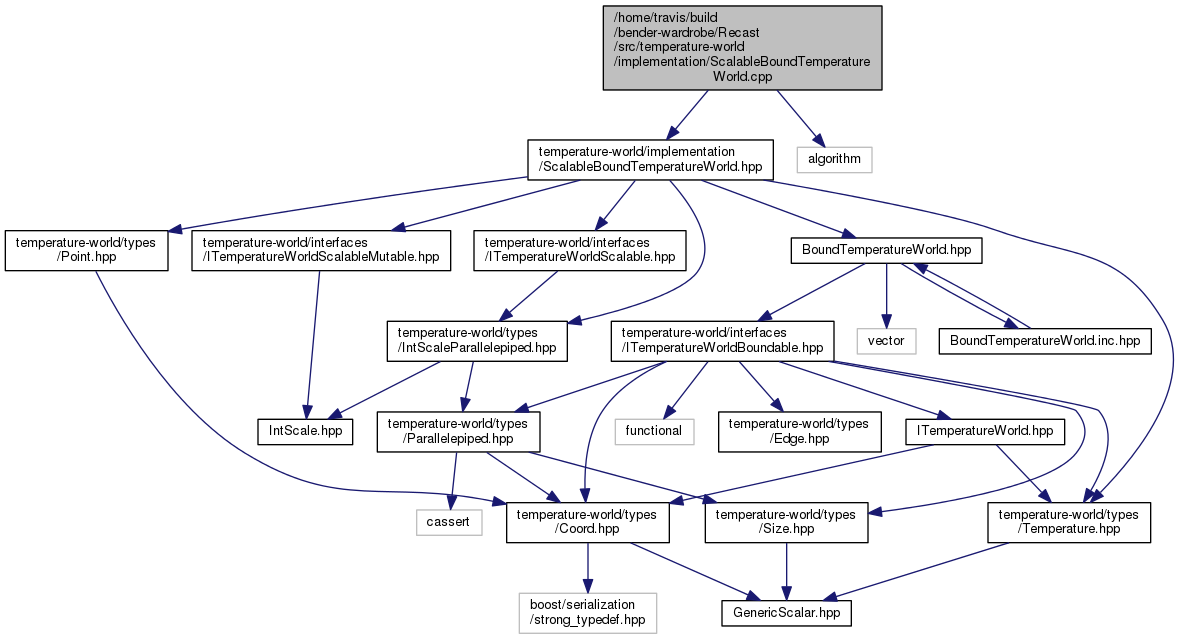 /home/travis/build
/bender-wardrobe/Recast
/src/temperature-world
/implementation/ScalableBoundTemperature
World.cpp
temperature-world/implementation
/ScalableBoundTemperatureWorld.hpp
algorithm
temperature-world/types
/Point.hpp
temperature-world/interfaces
/ITemperatureWorldScalableMutable.hpp
temperature-world/interfaces
/ITemperatureWorldScalable.hpp
BoundTemperatureWorld.hpp
temperature-world/types
/IntScaleParallelepiped.hpp
temperature-world/interfaces
/ITemperatureWorldBoundable.hpp
vector
BoundTemperatureWorld.inc.hpp
IntScale.hpp
temperature-world/types
/Parallelepiped.hpp
functional
temperature-world/types
/Edge.hpp
ITemperatureWorld.hpp
cassert
temperature-world/types
/Coord.hpp
temperature-world/types
/Size.hpp
temperature-world/types
/Temperature.hpp
boost/serialization
/strong_typedef.hpp
GenericScalar.hpp